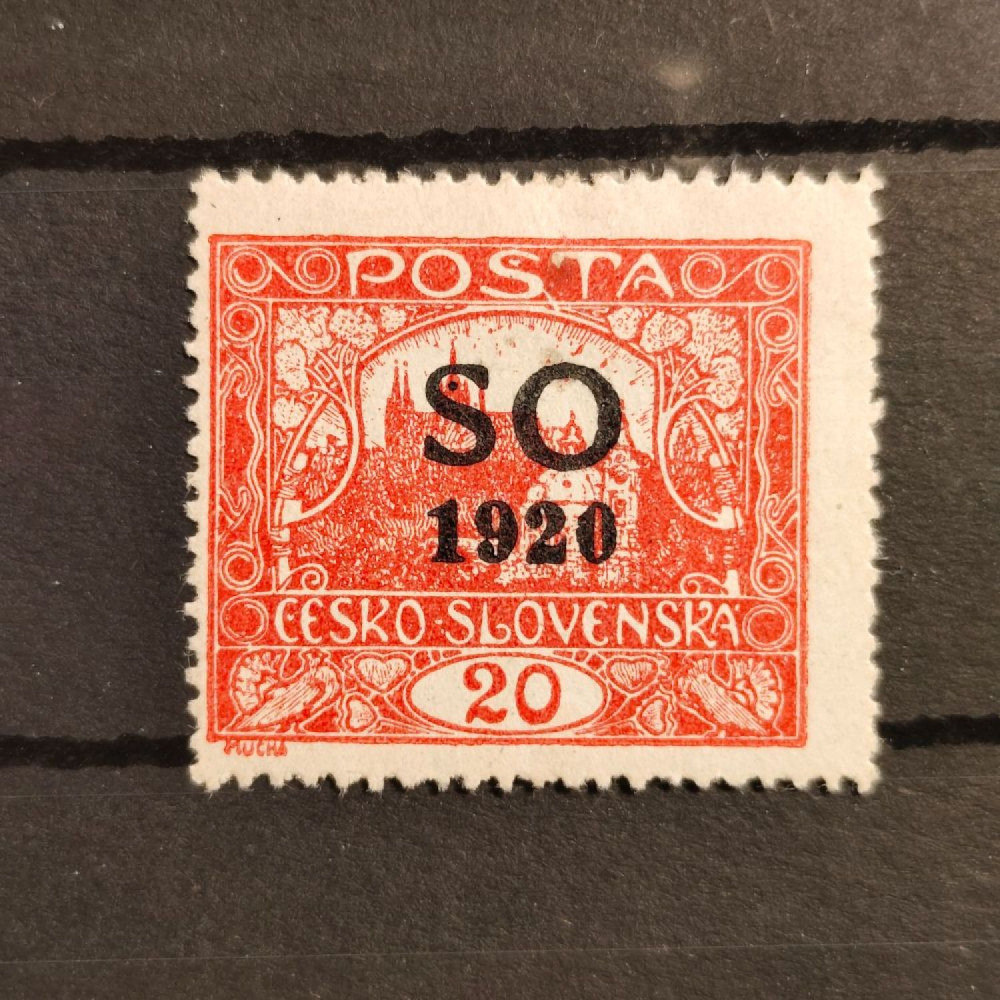 POSTA
SO
1920
ČESKO-SLOVENSKÁ
20
MUCHA